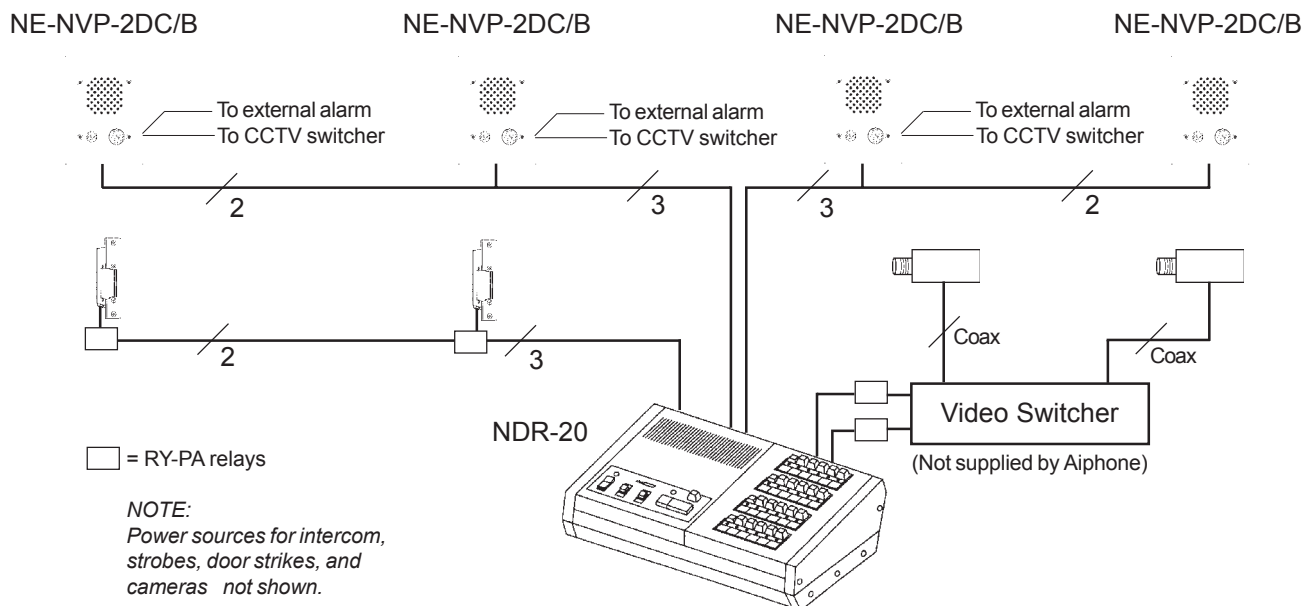 NE-NVP-2DC/B NE-NVP-2DC/B NE-NVP-2DC/B NE-NVP-2DC/B
To external alarm
To CCTV switcher
To external alarm
To CCTV switcher
To external alarm
To CCTV switcher
2
3
3
2
2
3
Coax
Coax
Video Switcher
(Not supplied by Aiphone)
NDR-20
= RY-PA relays
NOTE:
Power sources for intercom,
strobes, door strikes, and
cameras not shown.